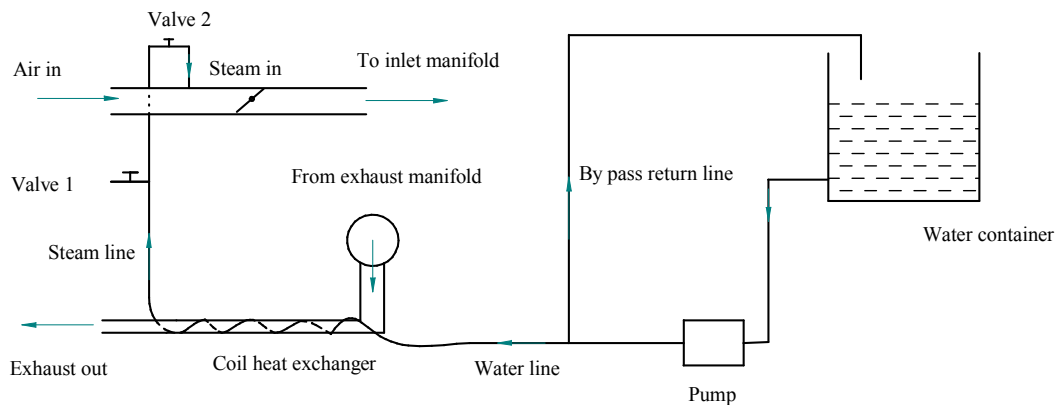 Valve 2
Air in
Steam in
To inlet manifold
Valve 1
From exhaust manifold
By pass return line
Steam line
Water container
Exhaust out
Coil heat exchanger
Water line
Pump